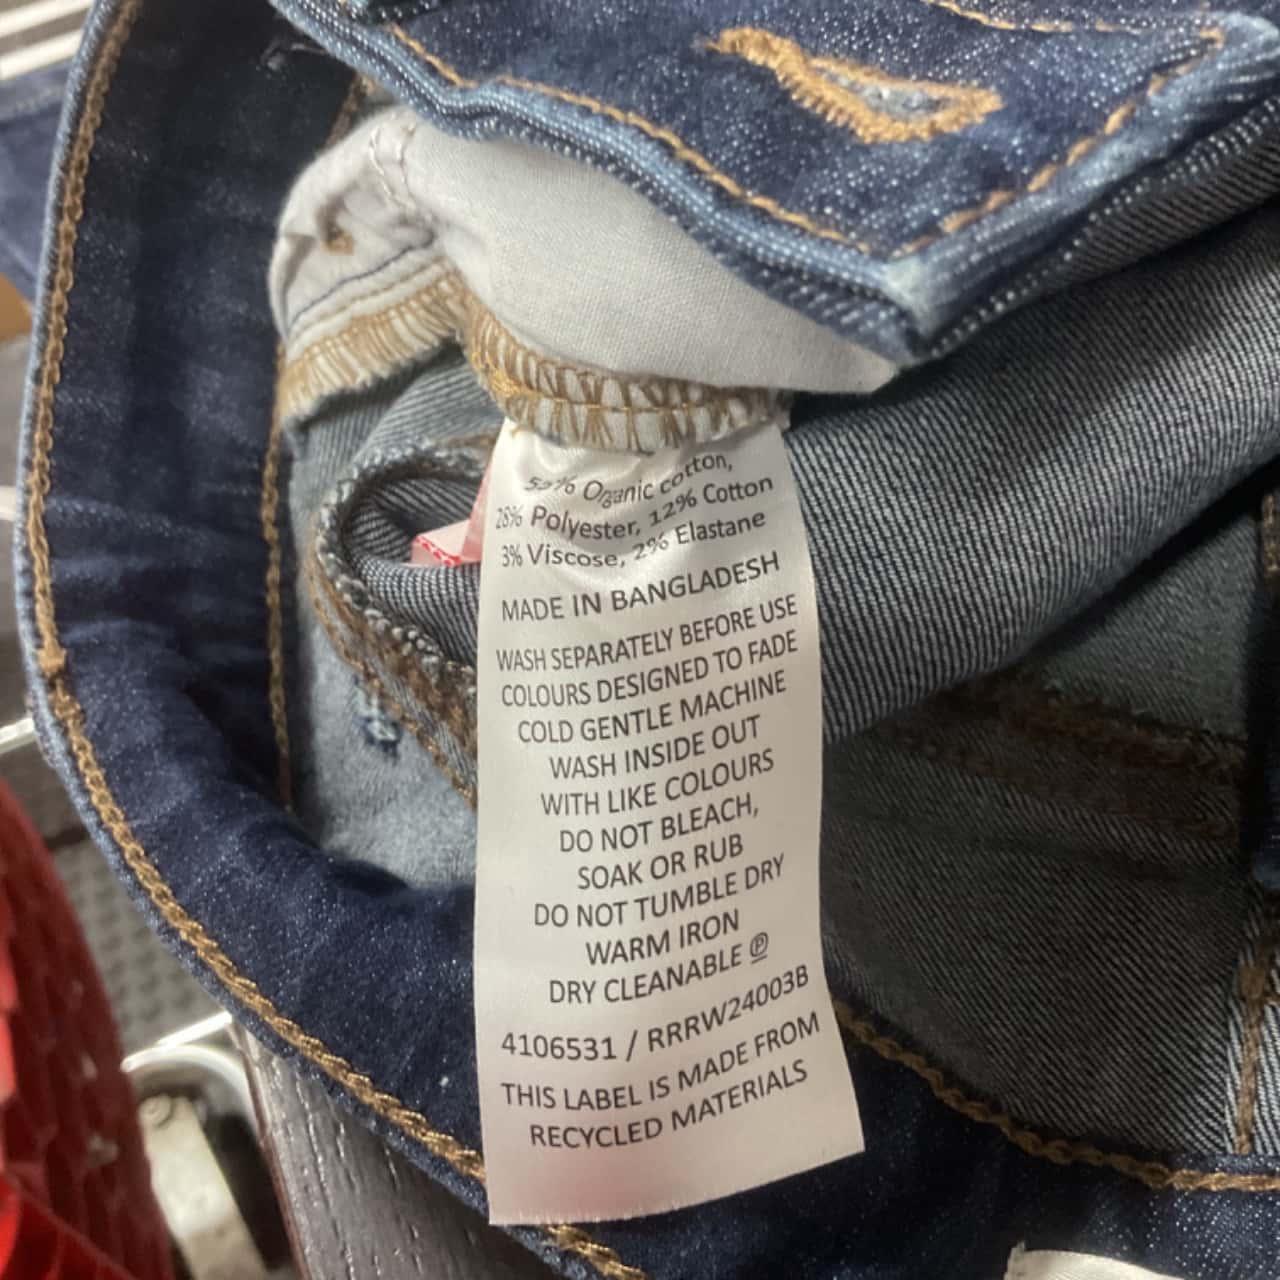 55% Organic cotton,
28% Polyester, 12% Cotton
3% Viscose, 2% Elastane
MADE IN BANGLADESH
WASH SEPARATELY BEFORE USE
COLOURS DESIGNED TO FADE
COLD GENTLE MACHINE
WASH INSIDE OUT
WITH LIKE COLOURS
DO NOT BLEACH,
SOAK OR RUB
DO NOT TUMBLE DRY
WARM IRON
DRY CLEANABLE Ⓟ
4106531 / RRRW24003B
THIS LABEL IS MADE FROM
RECYCLED MATERIALS